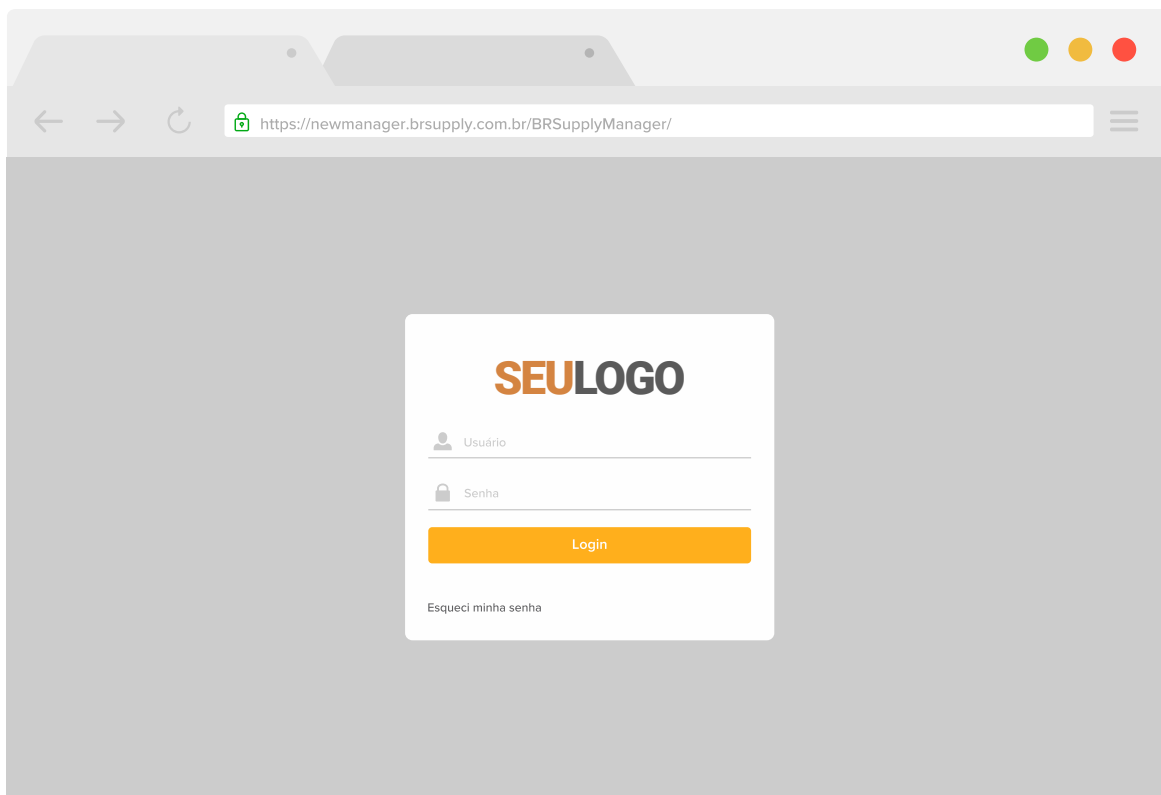 https://newmanager.brsupply.com.br/BRSupplyManager/
SEULOGO
Usuário
Senha
Login
Esqueci minha senha